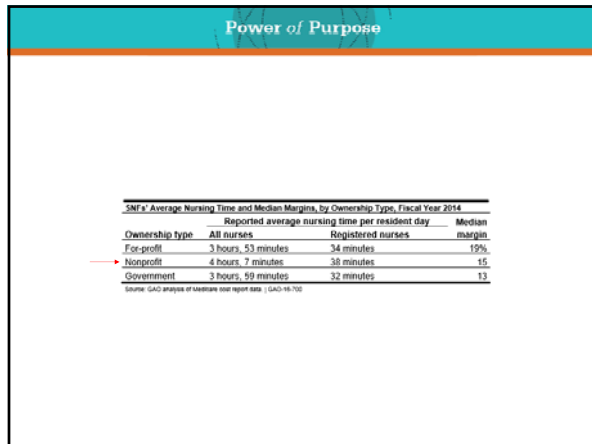 Power of Purpose
SNFs' Average Nursing Time and Median Margins, by Ownership Type, Fiscal Year 2014
Reported average nursing time per resident day Median
Ownership type All nurses Registered nurses margin
For-profit 3 hours, 53 minutes 34 minutes 19%
Nonprofit 4 hours, 7 minutes 38 minutes 15
Government 3 hours, 59 minutes 32 minutes 13
Source: GAO analysis of Medicare cost report data. | GAO-16-700